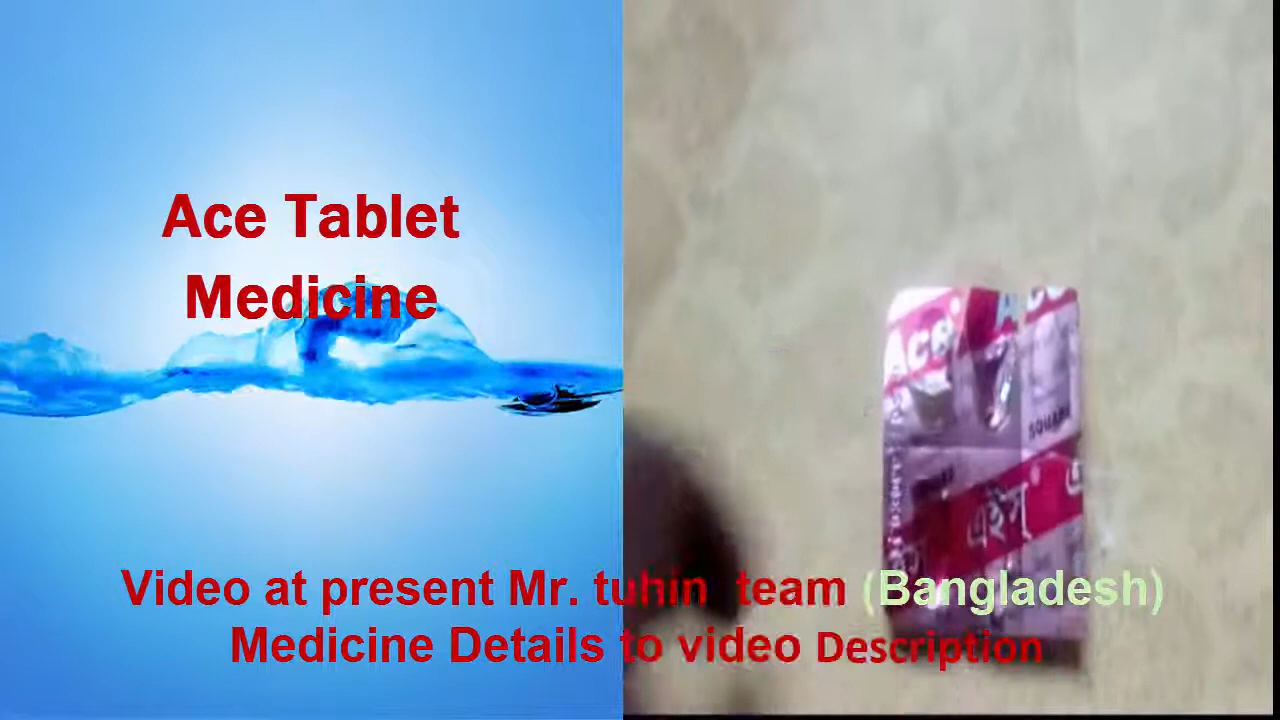 Ace Tablet
Medicine
Ace
SQUARE
এইস্
Video at present Mr. tuhin team (Bangladesh)
Medicine Details to video Description